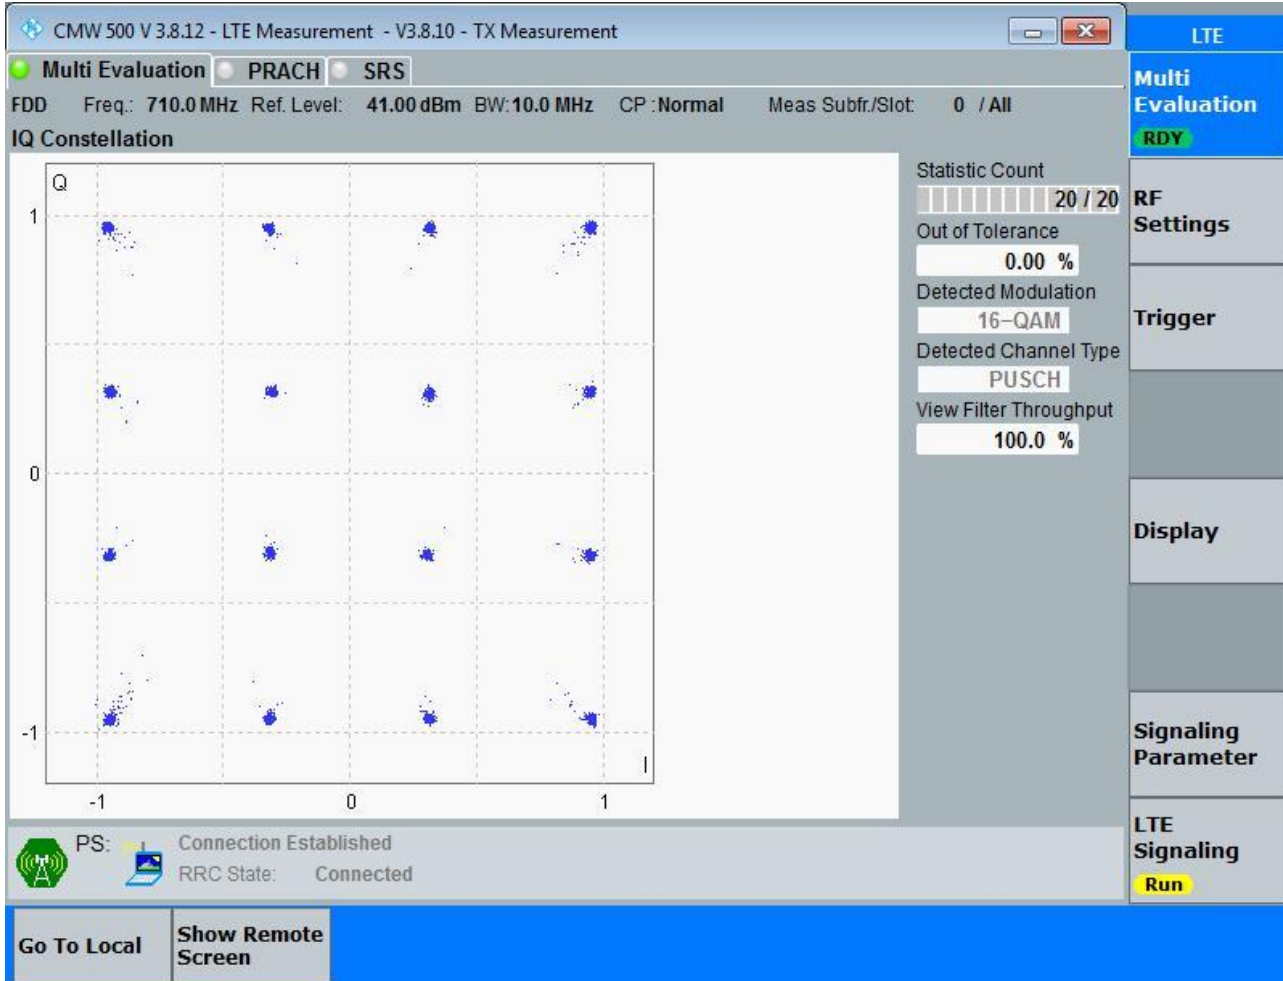 CMW 500 V 3.8.12 - LTE Measurement - V3.8.10 - TX Measurement
LTE
Multi Evaluation PRACH SRS
FDD Freq.: 710.0 MHz Ref. Level: 41.00 dBm BW: 10.0 MHz CP : Normal Meas Subfr./Slot: 0 / All
IQ Constellation
Q
1
0
-1
I
-1 0 1
Statistic Count
20 / 20
Out of Tolerance
0.00 %
Detected Modulation
16-QAM
Detected Channel Type
PUSCH
View Filter Throughput
100.0 %
Multi
Evaluation
RDY
RF
Settings
Trigger
Display
Signaling
Parameter
LTE
Signaling
Run
PS: Connection Established
RRC State: Connected
Go To Local
Show Remote
Screen